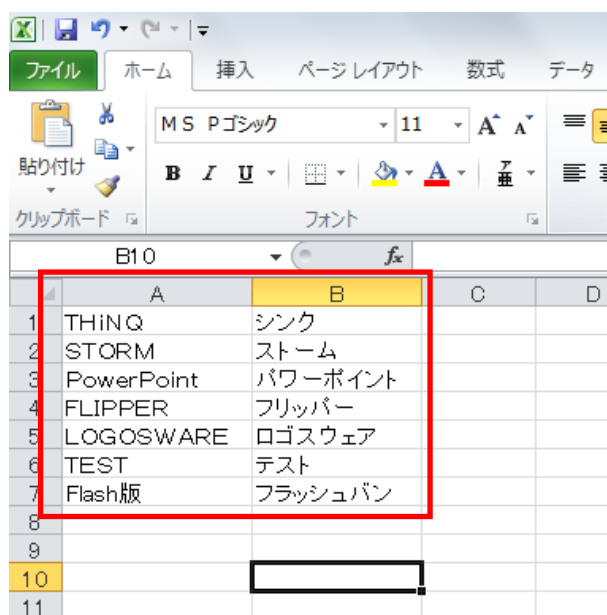 ファイル ホーム 挿入 ページ レイアウト 数式 データ
MS Pゴシック 11 A A
貼り付け B I U A ア亜
クリップボード フォント
B10 fx
A B C D
1 THiNQ シンク
2 STORM ストーム
3 PowerPoint パワーポイント
4 FLIPPER フリッパー
5 LOGOSWARE ロゴスウェア
6 TEST テスト
7 Flash版 フラッシュバン
8
9
10
11